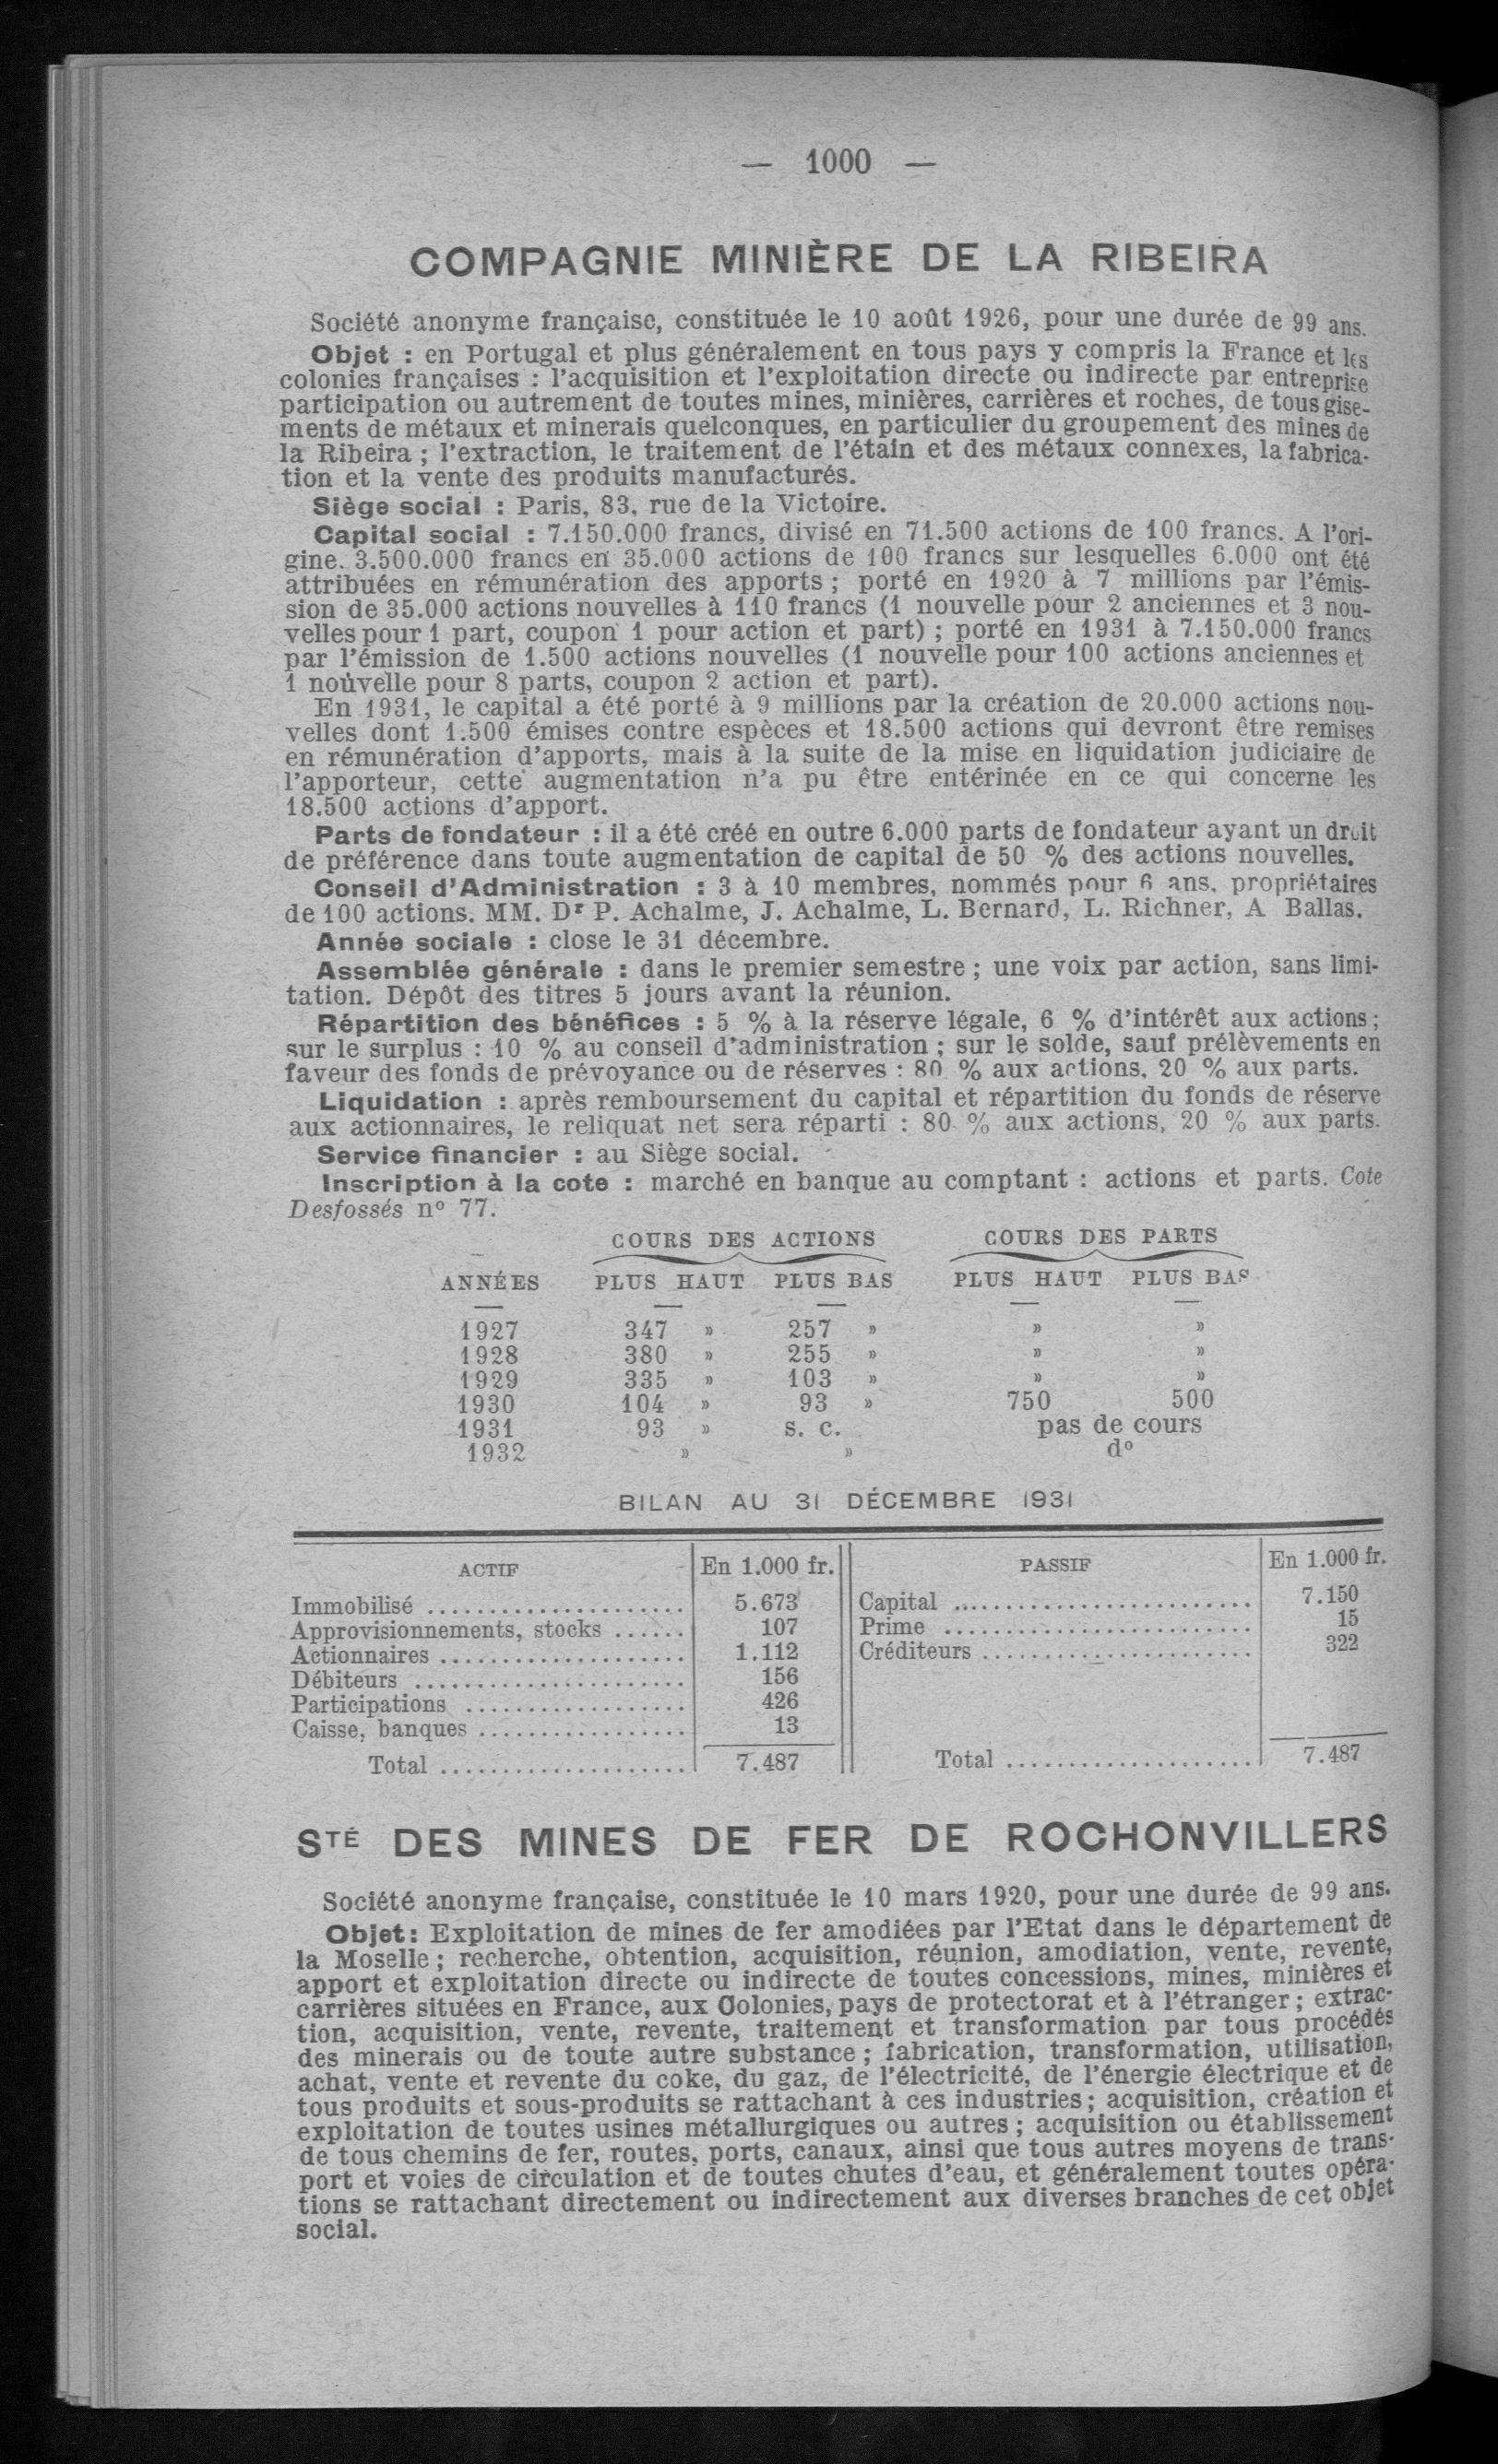 — 1000 —
COMPAGNIE MINIÈRE DE LA RIBEIRA
Société anonyme française, constituée le 10 août 1926, pour une durée de 99 ans.
Objet : en Portugal et plus généralement en tous pays y compris la France et les
colonies françaises : l'acquisition et l'exploitation directe ou indirecte par entreprise
participation ou autrement de toutes mines, minières, carrières et roches, de tous gise-
ments de métaux et minerais quelconques, en particulier du groupement des mines de
la Ribeira ; l'extraction, le traitement de l'étain et des métaux connexes, la fabrica-
tion et la vente des produits manufacturés.
Siège social : Paris, 83, rue de la Victoire.
Capital social : 7.150.000 francs, divisé en 71.500 actions de 100 francs. A l'ori-
gine. 3.500.000 francs en 35.000 actions de 100 francs sur lesquelles 6.000 ont été
attribuées en rémunération des apports ; porté en 1920 à 7 millions par l'émis-
sion de 35.000 actions nouvelles à 110 francs (1 nouvelle pour 2 anciennes et 3 nou-
velles pour 1 part, coupon 1 pour action et part) ; porté en 1931 à 7.150.000 francs
par l'émission de 1.500 actions nouvelles (1 nouvelle pour 100 actions anciennes et
1 nouvelle pour 8 parts, coupon 2 action et part).
En 1931, le capital a été porté à 9 millions par la création de 20.000 actions nou-
velles dont 1.500 émises contre espèces et 18.500 actions qui devront être remises
en rémunération d'apports, mais à la suite de la mise en liquidation judiciaire de
l'apporteur, cette augmentation n'a pu être entérinée en ce qui concerne les
18.500 actions d'apport.
Parts de fondateur : il a été créé en outre 6.000 parts de fondateur ayant un droit
de préférence dans toute augmentation de capital de 50 % des actions nouvelles.
Conseil d'Administration : 3 à 10 membres, nommés pour 6 ans, propriétaires
de 100 actions. MM. Dr P. Achalme, J. Achalme, L. Bernard, L. Richner, A Ballas.
Année sociale : close le 31 décembre.
Assemblée générale : dans le premier semestre ; une voix par action, sans limi-
tation. Dépôt des titres 5 jours avant la réunion.
Répartition des bénéfices : 5 % à la réserve légale, 6 % d'intérêt aux actions ;
sur le surplus : 10 % au conseil d'administration ; sur le solde, sauf prélèvements en
faveur des fonds de prévoyance ou de réserves : 80 % aux actions, 20 % aux parts.
Liquidation : après remboursement du capital et répartition du fonds de réserve
aux actionnaires, le reliquat net sera réparti : 80 % aux actions, 20 % aux parts.
Service financier : au Siège social.
Inscription à la cote : marché en banque au comptant : actions et parts. Cote
Desfossés no 77.
COURS DES ACTIONS COURS DES PARTS
ANNÉES PLUS HAUT PLUS BAS PLUS HAUT PLUS BAS
1927 347 » 257 » » »
1928 380 » 255 » » »
1929 335 » 103 » » »
1930 104 » 93 » 750 500
1931 93 » s. c. pas de cours
1932 » » do
BILAN AU 31 DÉCEMBRE 1931
ACTIF En 1.000 fr. PASSIF En 1.000 fr.
Immobilisé ..................... 5.673 Capital ........................ 7.150
Approvisionnements, stocks ...... 107 Prime ......................... 15
Actionnaires .................... 1.112 Créditeurs ...................... 322
Débiteurs ...................... 156
Participations .................. 426
Caisse, banques ................. 13
Total .................... 7.487 Total .................... 7.487
STÉ DES MINES DE FER DE ROCHONVILLERS
Société anonyme française, constituée le 10 mars 1920, pour une durée de 99 ans.
Objet : Exploitation de mines de fer amodiées par l'Etat dans le département de
la Moselle ; recherche, obtention, acquisition, réunion, amodiation, vente, revente,
apport et exploitation directe ou indirecte de toutes concessions, mines, minières et
carrières situées en France, aux Colonies, pays de protectorat et à l'étranger ; extrac-
tion, acquisition, vente, revente, traitement et transformation par tous procédés
des minerais ou de toute autre substance ; fabrication, transformation, utilisation,
achat, vente et revente du coke, du gaz, de l'électricité, de l'énergie électrique et de
tous produits et sous-produits se rattachant à ces industries ; acquisition, création et
exploitation de toutes usines métallurgiques ou autres ; acquisition ou établissement
de tous chemins de fer, routes, ports, canaux, ainsi que tous autres moyens de trans-
port et voies de circulation et de toutes chutes d'eau, et généralement toutes opéra-
tions se rattachant directement ou indirectement aux diverses branches de cet objet
social.